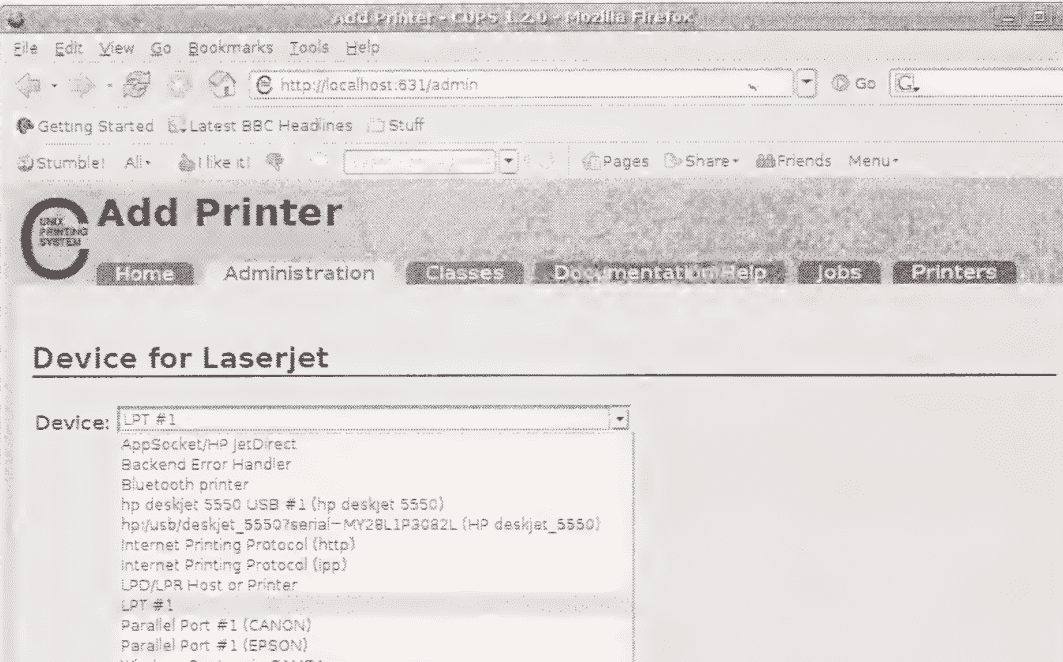 Add Printer - CUPS 1.2.0 - Mozilla Firefox
File Edit View Go Bookmarks Tools Help
http://localhost:631/admin Go G
Getting Started Latest BBC Headlines Stuff
Stumble! All I like it! Pages Share Friends Menu
UNIX PRINTING SYSTEM
Add Printer
Home Administration Classes Documentation/Help Jobs Printers
Device for Laserjet
Device: LPT #1
AppSocket/HP JetDirect
Backend Error Handler
Bluetooth printer
hp deskjet 5550 USB #1 (hp deskjet 5550)
hp:/usb/deskjet_5550?serial=MY28L1P3082L (HP deskjet_5550)
Internet Printing Protocol (http)
Internet Printing Protocol (ipp)
LPD/LPR Host or Printer
LPT #1
Parallel Port #1 (CANON)
Parallel Port #1 (EPSON)